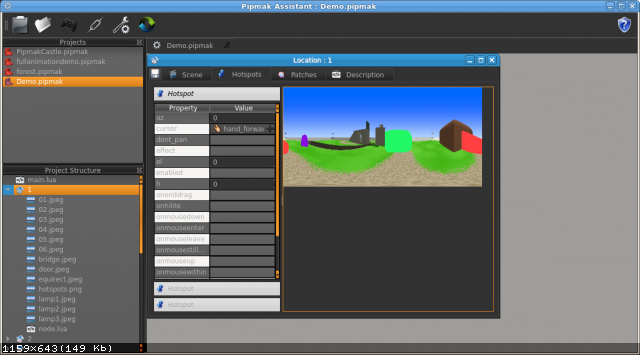 Pipmak Assistant : Demo.pipmak
Projects
PipmakCastle.pipmak
fullanimationdemo.pipmak
forest.pipmak
Demo.pipmak
Project Structure
main.lua
1
01.jpeg
02.jpeg
03.jpeg
04.jpeg
05.jpeg
06.jpeg
bridge.jpeg
door.jpeg
equirect.jpeg
hotspots.png
lamp1.jpeg
lamp2.jpeg
lamp3.jpeg
node.lua
2
1159×643(149 Kb)
Demo.pipmak
Location : 1
Scene
Hotspots
Patches
Description
Hotspot
Property Value
az 0
cursor hand_forwar
dont_pan
effect
el 0
enabled
h 0
onenddrag
onhilite
onmousedown
onmouseenter
onmouseleave
onmousestill...
onmouseup
onmousewithin
Hotspot
Hotspot